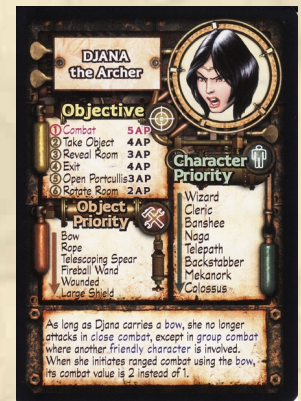 DJANA
the Archer
Objective
① Combat 5AP
② Take Object 4AP
③ Reveal Room 3AP
④ Exit 4AP
⑤ Open Portcullis 3AP
⑥ Rotate Room 2AP
Object
Priority
Bow
Rope
Telescoping Spear
Fireball Wand
Wounded
Large Shield
Character
Priority
Wizard
Cleric
Banshee
Naga
Telepath
Backstabber
Mekanork
Colossus
As long as Djana carries a bow, she no longer
attacks in close combat, except in group combat
where another friendly character is involved.
When she initiates ranged combat using the bow,
its combat value is 2 instead of 1.